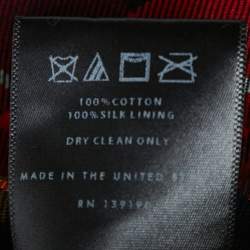 100%COTTON
100%SILK LINING
DRY CLEAN ONLY
MADE IN THE UNITED
RN